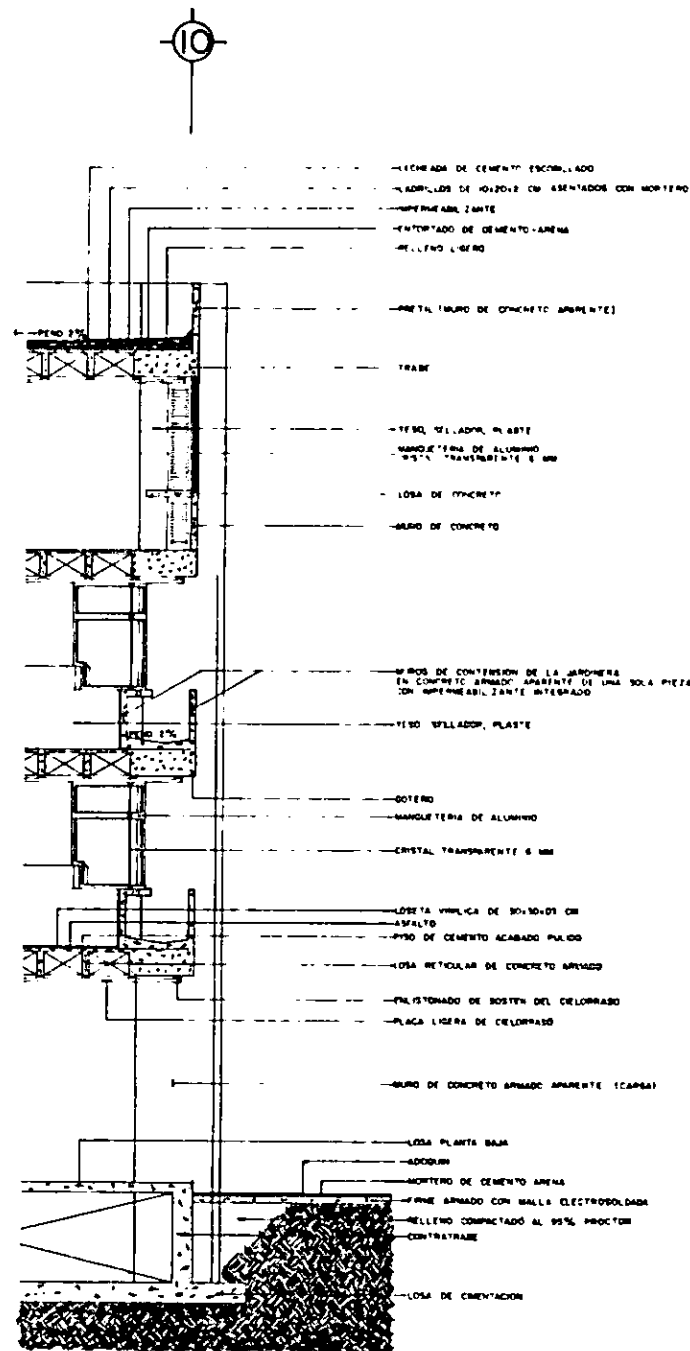 10
LECHEADA DE CEMENTO ESCOBILLADO
LADRILLOS DE 10x20x2 CM ASENTADOS CON MORTERO
IMPERMEABILIZANTE
ENTORTADO DE CEMENTO-ARENA
RELLENO LIGERO
PRETIL (MURO DE CONCRETO APARENTE)
PEND 2%
TRABE
YESO, SELLADOR, PLASTE
MANGUETERIA DE ALUMINIO
CRISTAL TRANSPARENTE 6 MM
LOSA DE CONCRETO
MURO DE CONCRETO
MUROS DE CONTENSION DE LA JARDINERA
EN CONCRETO ARMADO APARENTE DE UNA SOLA PIEZA
CON IMPERMEABILIZANTE INTEGRADO
YESO SELLADOR, PLASTE
PEND 2%
GOTERO
MANGUETERIA DE ALUMINIO
CRISTAL TRANSPARENTE 6 MM
LOSETA VINILICA DE 30x30x03 CM
ASFALTO
PISO DE CEMENTO ACABADO PULIDO
LOSA RETICULAR DE CONCRETO ARMADO
ENLISTONADO DE SOSTEN DEL CIELORRASO
PLACA LIGERA DE CIELORRASO
MURO DE CONCRETO ARMADO APARENTE (CAPSA)
LOSA PLANTA BAJA
ADOQUIN
MORTERO DE CEMENTO ARENA
FIRME ARMADO CON MALLA ELECTROSOLDADA
RELLENO COMPACTADO AL 95% PROCTOR
CONTRATRABE
LOSA DE CIMENTACION